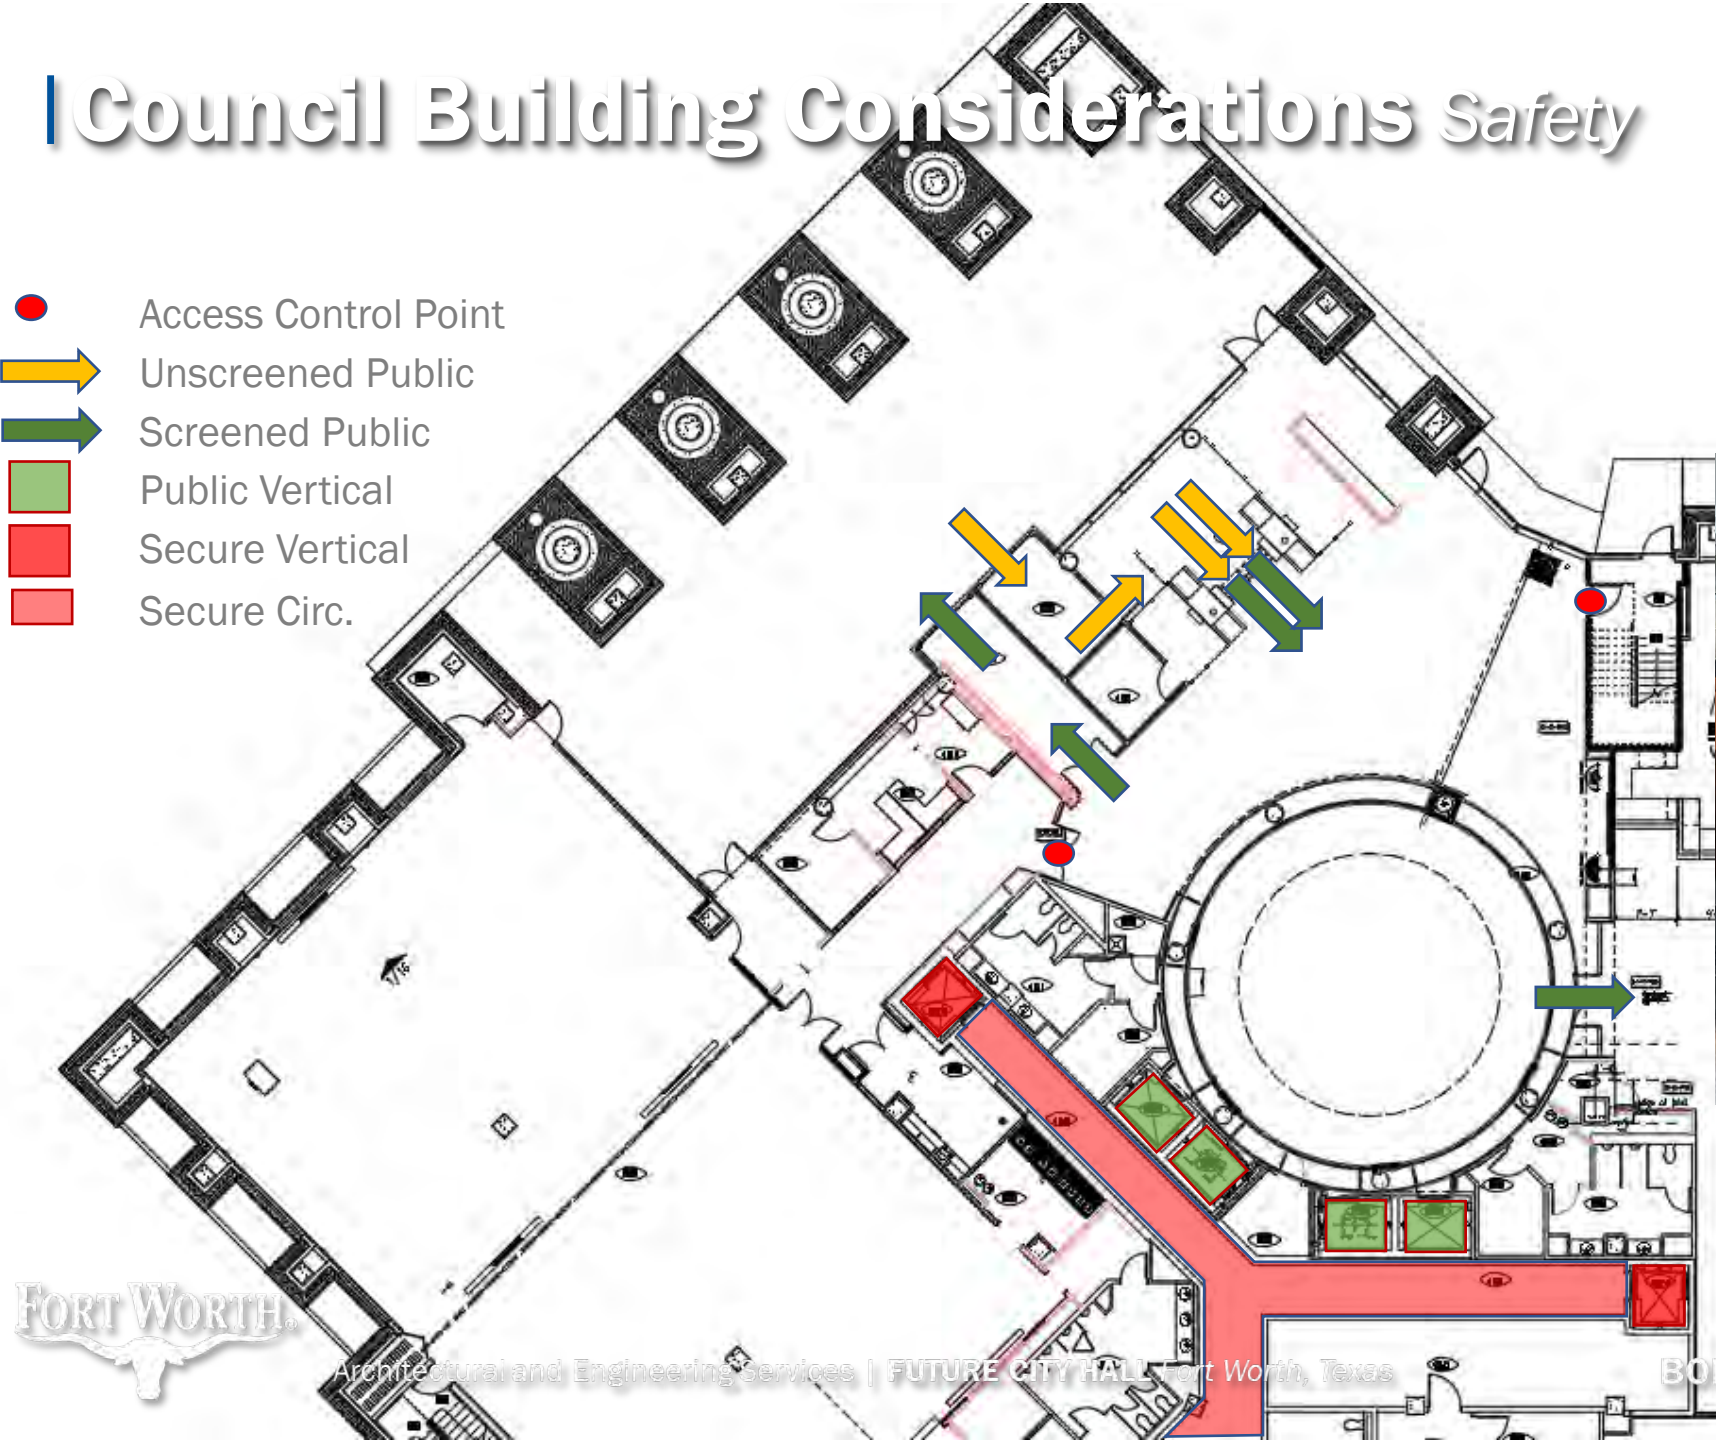 Council Building Considerations Safety
Access Control Point
Unscreened Public
Screened Public
Public Vertical
Secure Vertical
Secure Circ.
FORT WORTH®
Architectural and Engineering Services | FUTURE CITY HALL Fort Worth, Texas